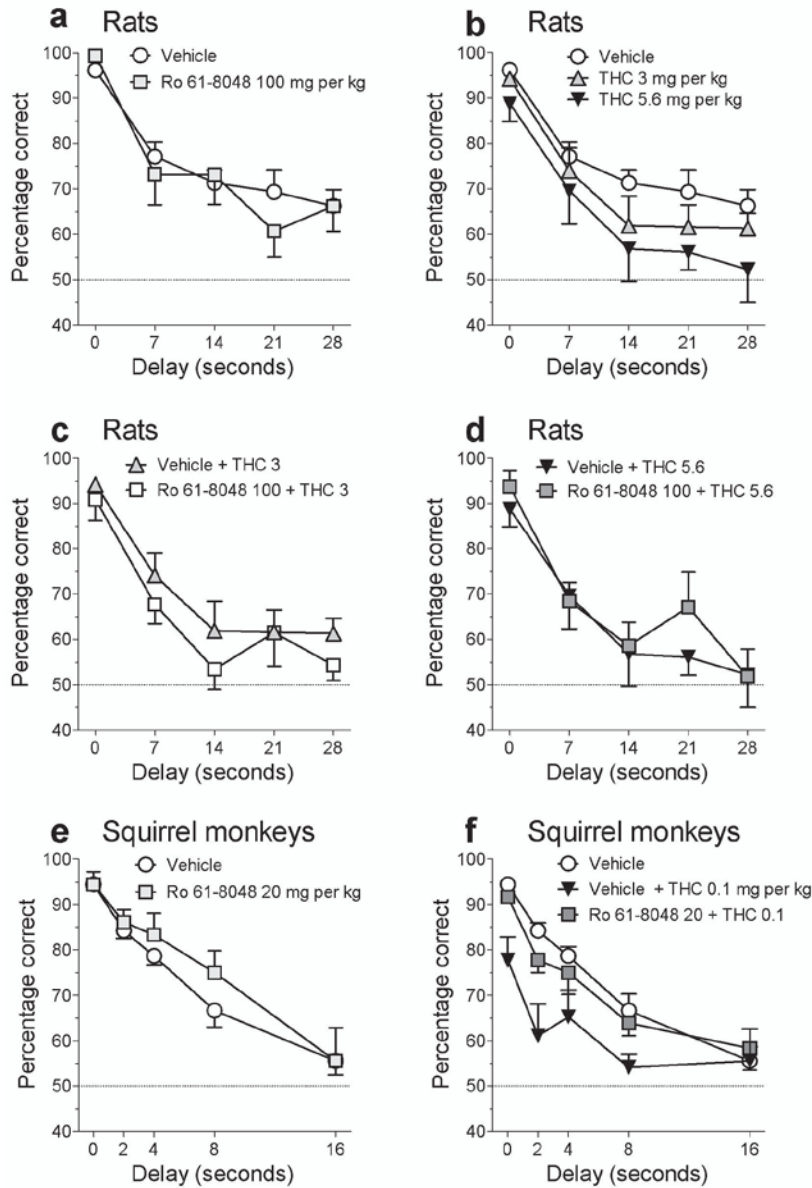 a Rats
Vehicle
Ro 61-8048 100 mg per kg
Percentage correct
100
90
80
70
60
50
40
0 7 14 21 28
Delay (seconds)
b Rats
Vehicle
THC 3 mg per kg
THC 5.6 mg per kg
Percentage correct
100
90
80
70
60
50
40
0 7 14 21 28
Delay (seconds)
c Rats
Vehicle + THC 3
Ro 61-8048 100 + THC 3
Percentage correct
100
90
80
70
60
50
40
0 7 14 21 28
Delay (seconds)
d Rats
Vehicle + THC 5.6
Ro 61-8048 100 + THC 5.6
Percentage correct
100
90
80
70
60
50
40
0 7 14 21 28
Delay (seconds)
e Squirrel monkeys
Vehicle
Ro 61-8048 20 mg per kg
Percentage correct
100
90
80
70
60
50
40
0 2 4 8 16
Delay (seconds)
f Squirrel monkeys
Vehicle
Vehicle + THC 0.1 mg per kg
Ro 61-8048 20 + THC 0.1
Percentage correct
100
90
80
70
60
50
40
0 2 4 8 16
Delay (seconds)